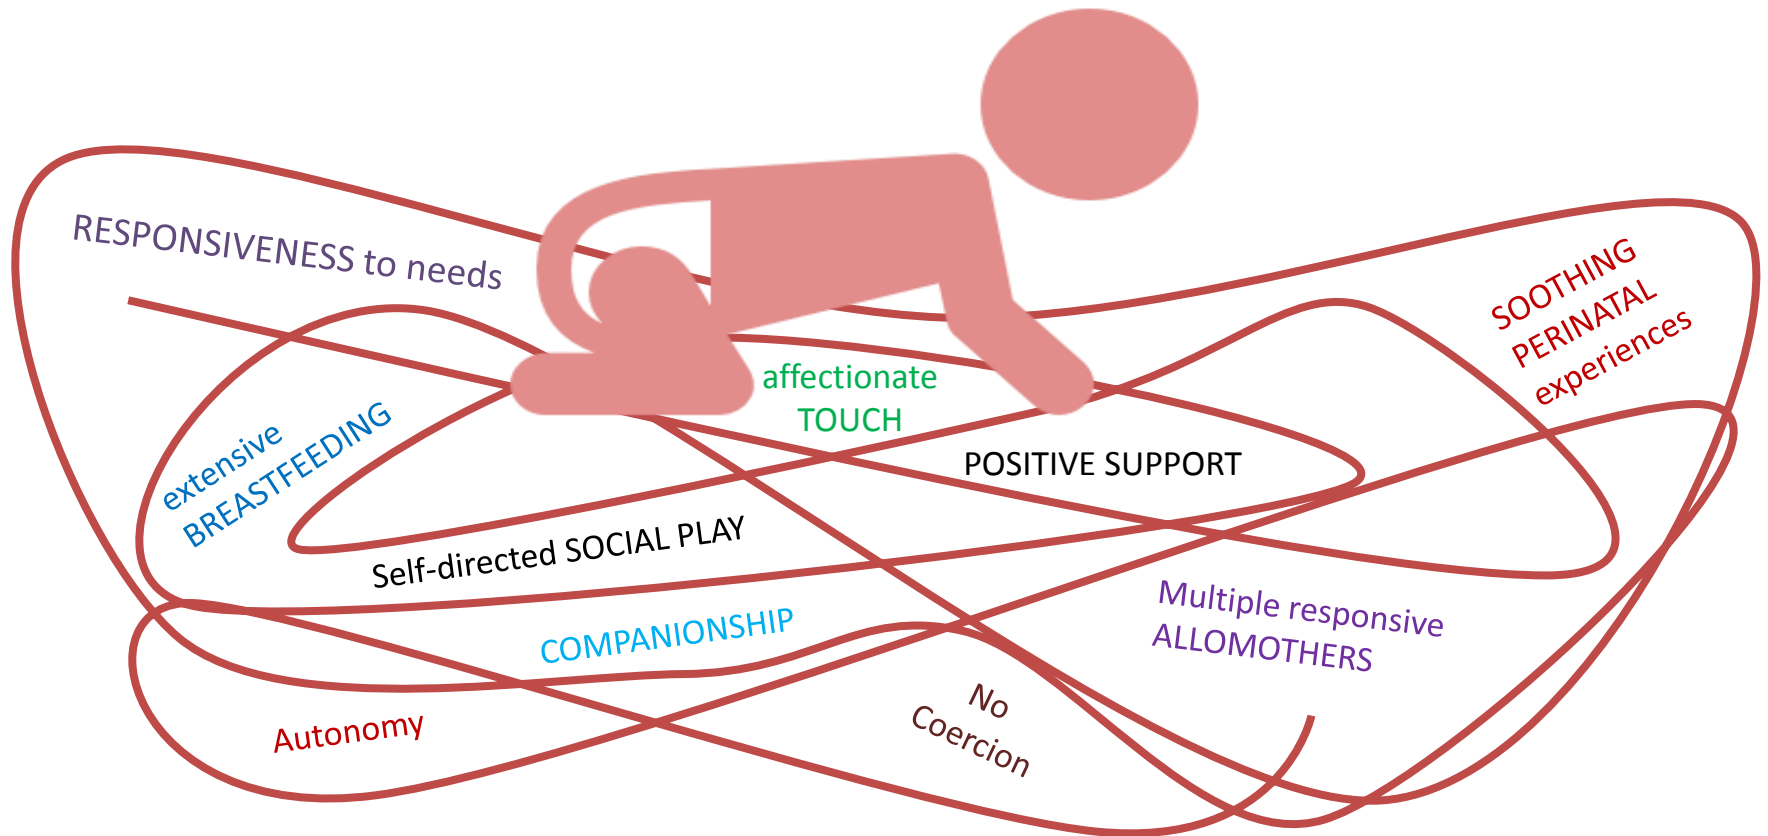 RESPONSIVENESS to needs
SOOTHING
PERINATAL
experiences
affectionate
TOUCH
extensive
BREASTFEEDING
POSITIVE SUPPORT
Self-directed SOCIAL PLAY
COMPANIONSHIP
Multiple responsive
ALLOMOTHERS
Autonomy
No
Coercion